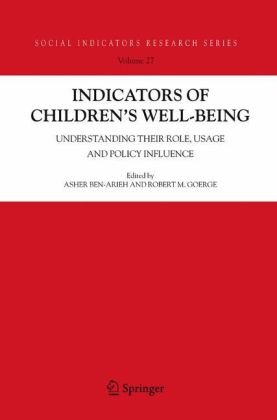 SOCIAL INDICATORS RESEARCH SERIES
Volume 27
INDICATORS OF
CHILDREN'S WELL-BEING
UNDERSTANDING THEIR ROLE, USAGE
AND POLICY INFLUENCE
Edited by
ASHER BEN-ARIEH AND ROBERT M. GOERGE
Springer